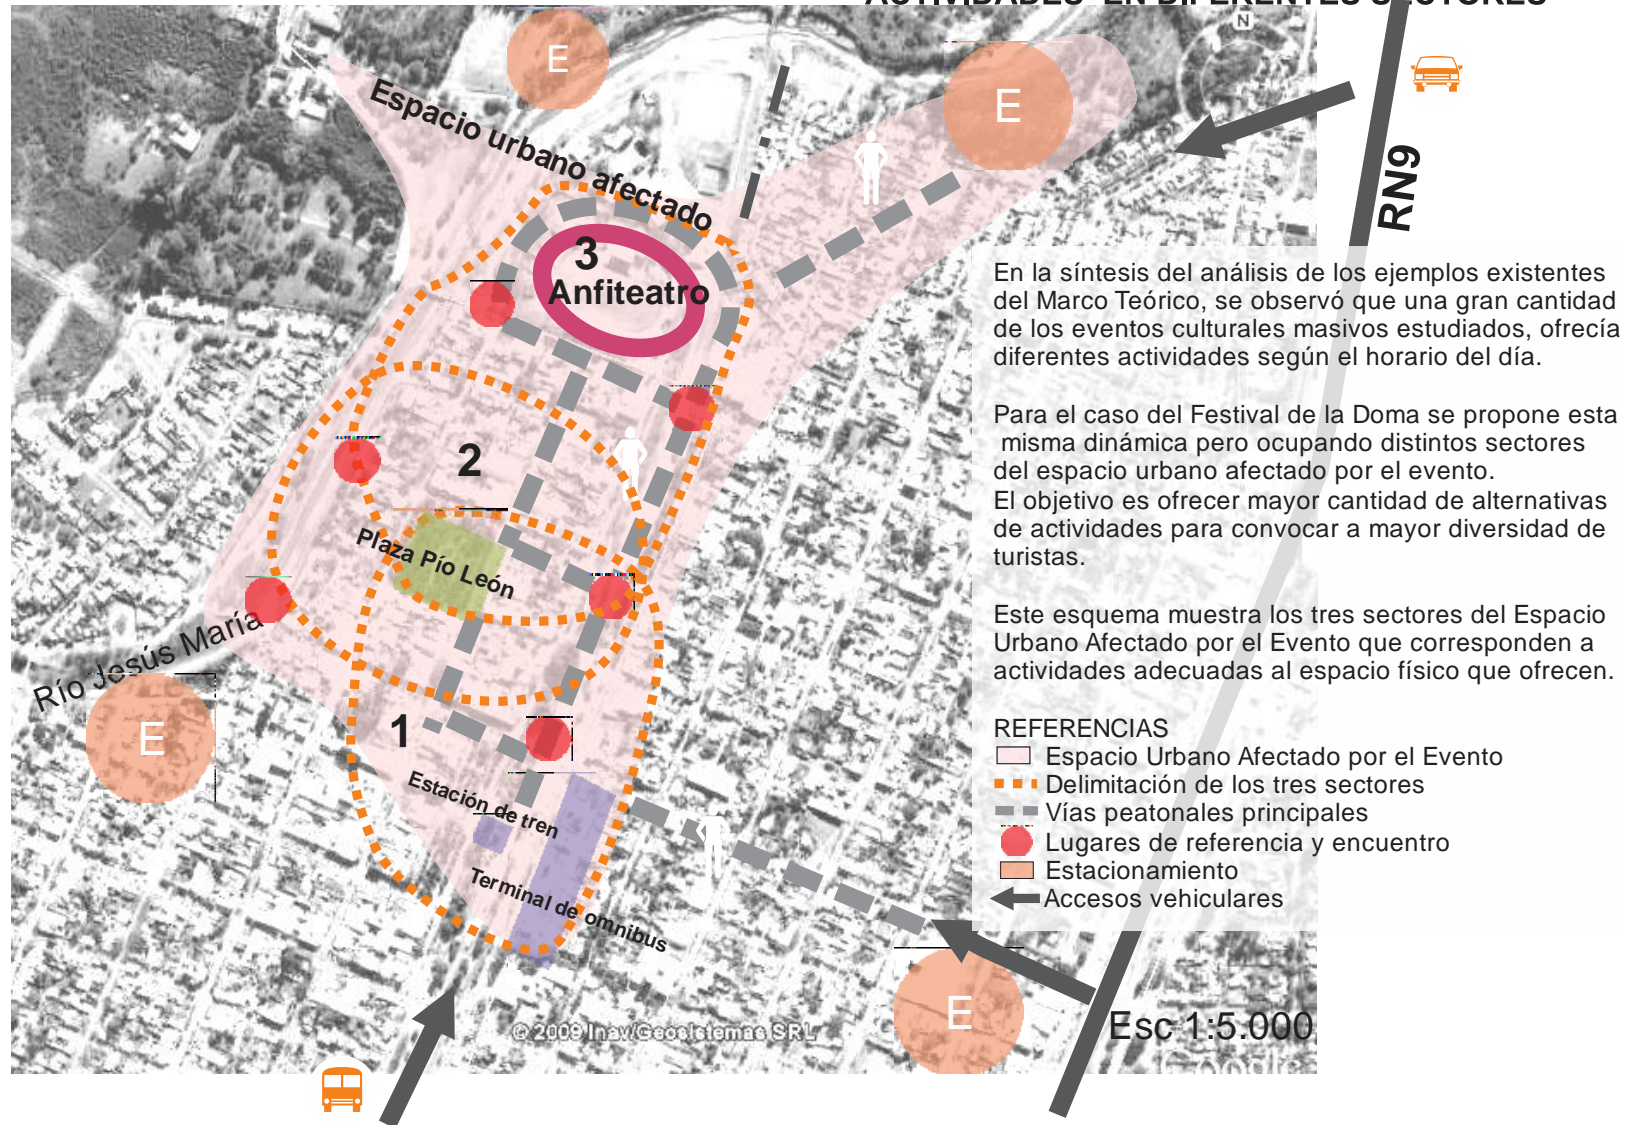 ACTIVIDADES EN DIFERENTES SECTORES
N
E
E
Espacio urbano afectado
RN9
3
Anfiteatro
2
Plaza Pío León
Río Jesús María
E
1
Estación de tren
Terminal de omnibus
E
© 2009 Inav/Geosistemas SRL
Esc 1:5.000
Google
En la síntesis del análisis de los ejemplos existentes
del Marco Teórico, se observó que una gran cantidad
de los eventos culturales masivos estudiados, ofrecía
diferentes actividades según el horario del día.
Para el caso del Festival de la Doma se propone esta
misma dinámica pero ocupando distintos sectores
del espacio urbano afectado por el evento.
El objetivo es ofrecer mayor cantidad de alternativas
de actividades para convocar a mayor diversidad de
turistas.
Este esquema muestra los tres sectores del Espacio
Urbano Afectado por el Evento que corresponden a
actividades adecuadas al espacio físico que ofrecen.
REFERENCIAS
Espacio Urbano Afectado por el Evento
Delimitación de los tres sectores
Vías peatonales principales
Lugares de referencia y encuentro
Estacionamiento
Accesos vehiculares